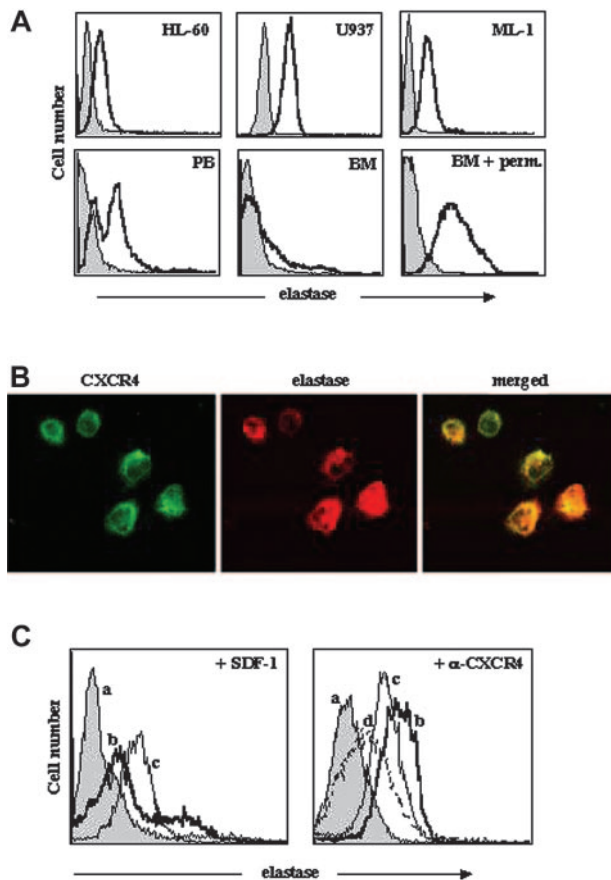 A
HL-60
U937
ML-1
Cell number
PB
BM
BM + perm.
elastase
B
CXCR4
elastase
merged
C
+ SDF-1
+ α-CXCR4
Cell number
a
b
c
a
d
c
b
elastase